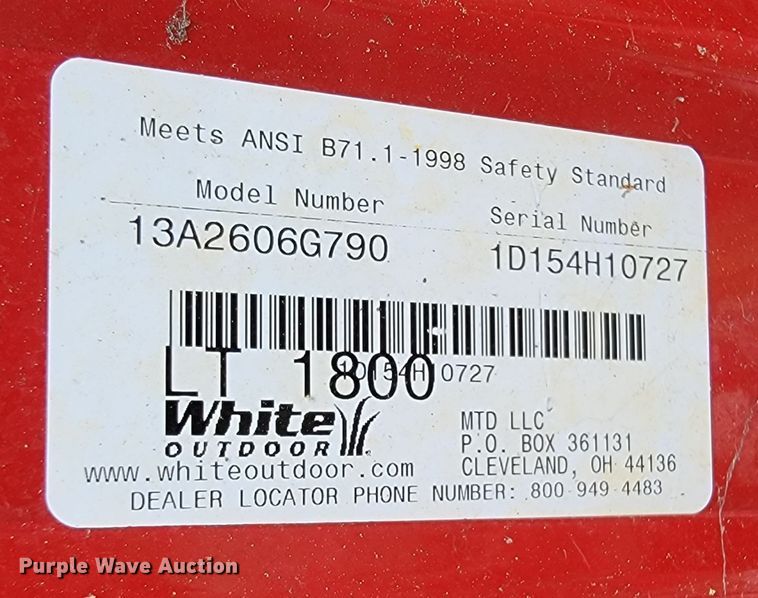 Meets ANSI B71.1-1998 Safety Standard
Model Number
Serial Number
13A2606G790
1D154H10727
LT 1800
1D154H10727
White
OUTDOOR
MTD LLC
P.O. BOX 361131
CLEVELAND, OH 44136
www.whiteoutdoor.com
DEALER LOCATOR PHONE NUMBER: 800-949-4483
Purple Wave Auction